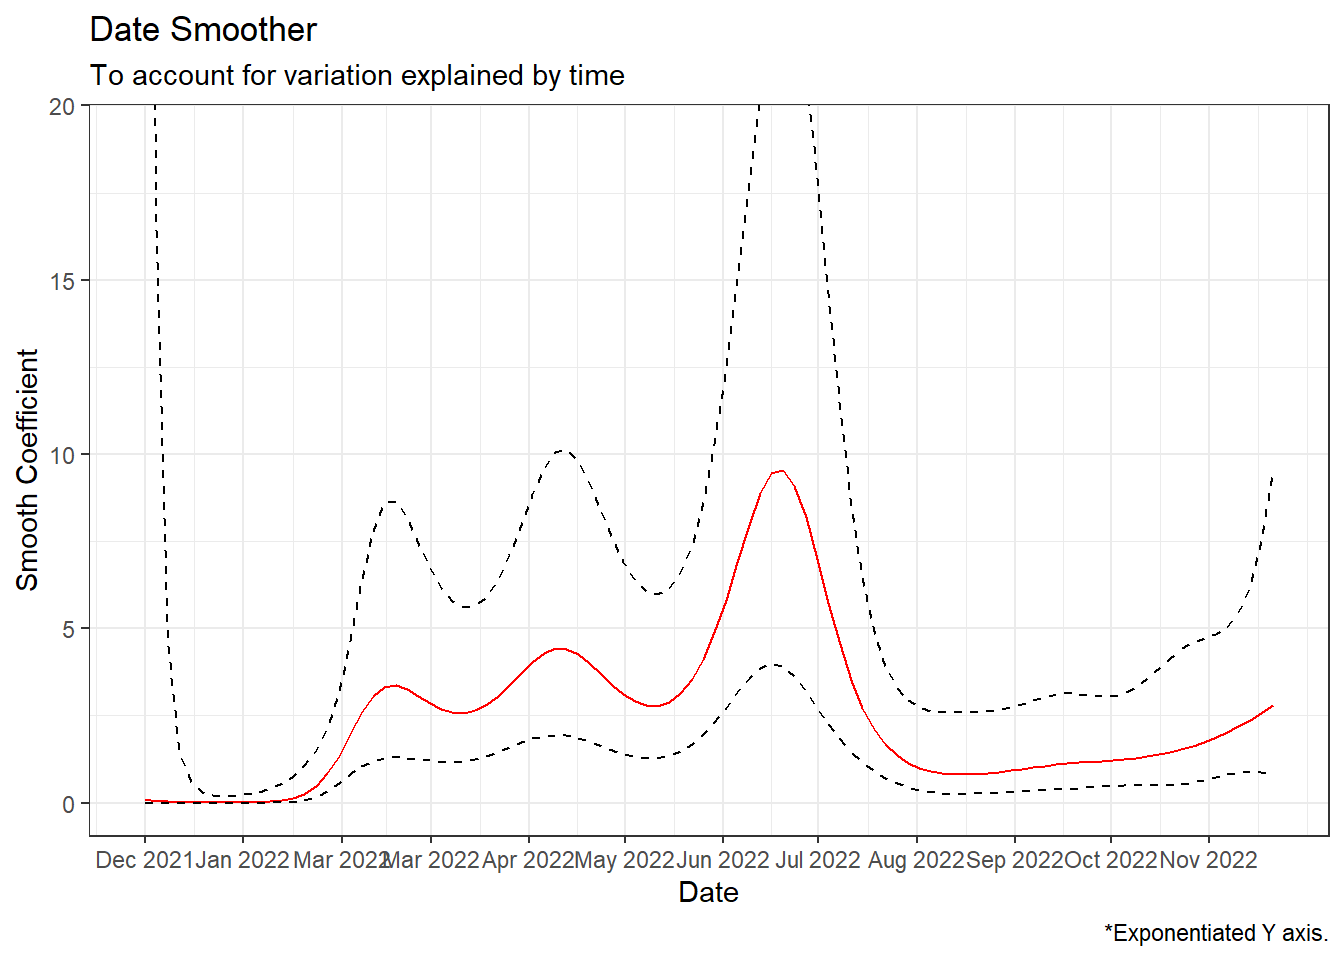 Date Smoother
To account for variation explained by time
20
15
10
5
0
Smooth Coefficient
Dec 2021 Jan 2022 Mar 2022 Mar 2022 Apr 2022 May 2022 Jun 2022 Jul 2022 Aug 2022 Sep 2022 Oct 2022 Nov 2022
Date
*Exponentiated Y axis.